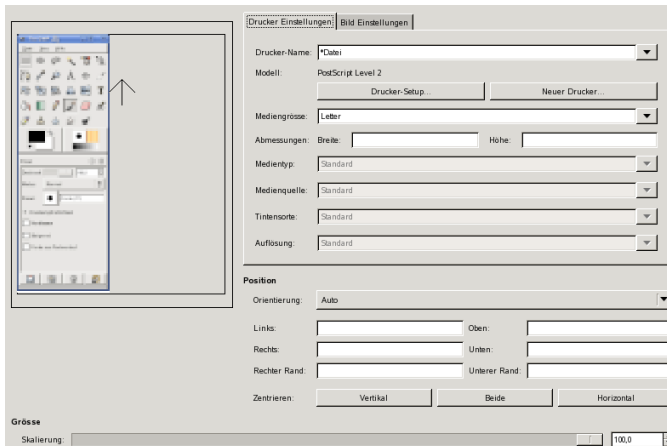 Drucker Einstellungen
Bild Einstellungen
Drucker-Name: *Datei
Modell: PostScript Level 2
Drucker-Setup... Neuer Drucker...
Mediengrösse: Letter
Abmessungen: Breite: Höhe:
Medientyp: Standard
Medienquelle: Standard
Tintensorte: Standard
Auflösung: Standard
Position
Orientierung: Auto
Links: Oben:
Rechts: Unten:
Rechter Rand: Unterer Rand:
Zentrieren: Vertikal Beide Horizontal
Grösse
Skalierung: 100,0